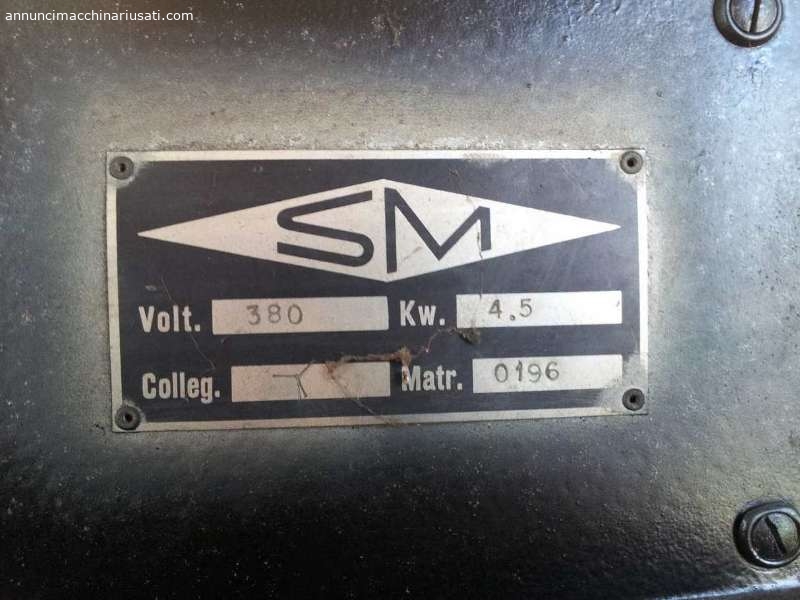 annuncimacchinariusati.com
SM
Volt. 380 Kw. 4.5
Colleg. Matr. 0196